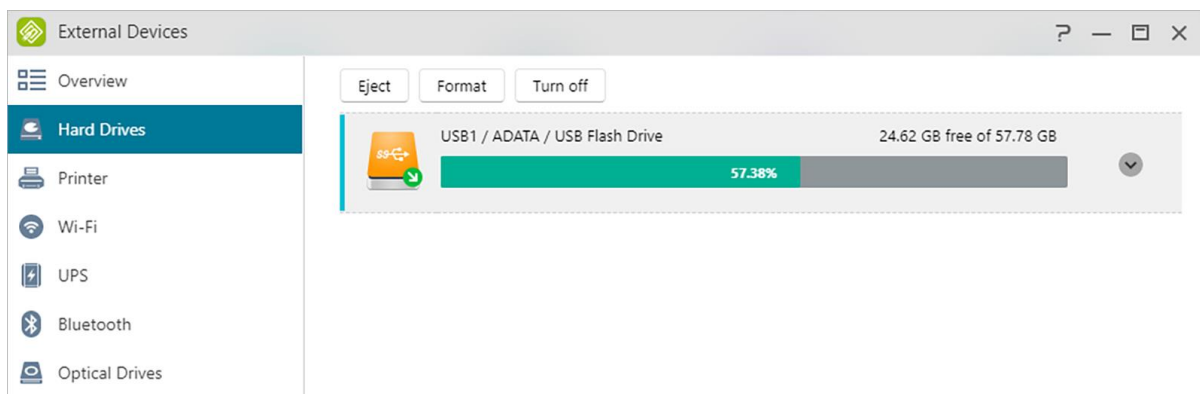 External Devices
Overview
Hard Drives
Printer
Wi-Fi
UPS
Bluetooth
Optical Drives
Eject Format Turn off
USB1 / ADATA / USB Flash Drive 24.62 GB free of 57.78 GB
57.38%